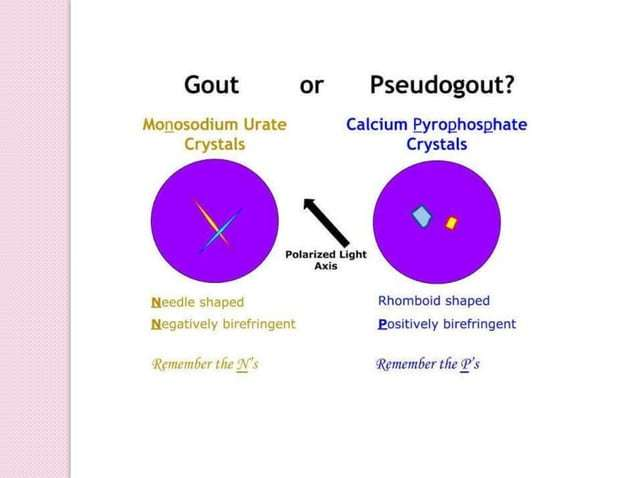 Gout or Pseudogout?
Monosodium Urate
Crystals
Calcium Pyrophosphate
Crystals
Polarized Light
Axis
Needle shaped
Negatively birefringent
Remember the N's
Rhomboid shaped
Positively birefringent
Remember the P's